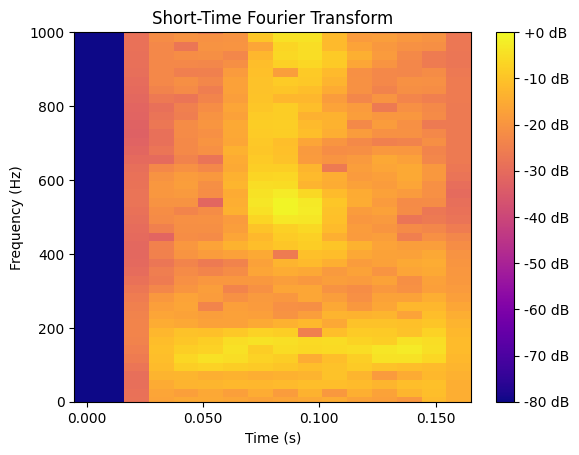 Short-Time Fourier Transform
1000
800
600
400
200
0
Frequency (Hz)
0.000
0.050
0.100
0.150
Time (s)
+0 dB
-10 dB
-20 dB
-30 dB
-40 dB
-50 dB
-60 dB
-70 dB
-80 dB